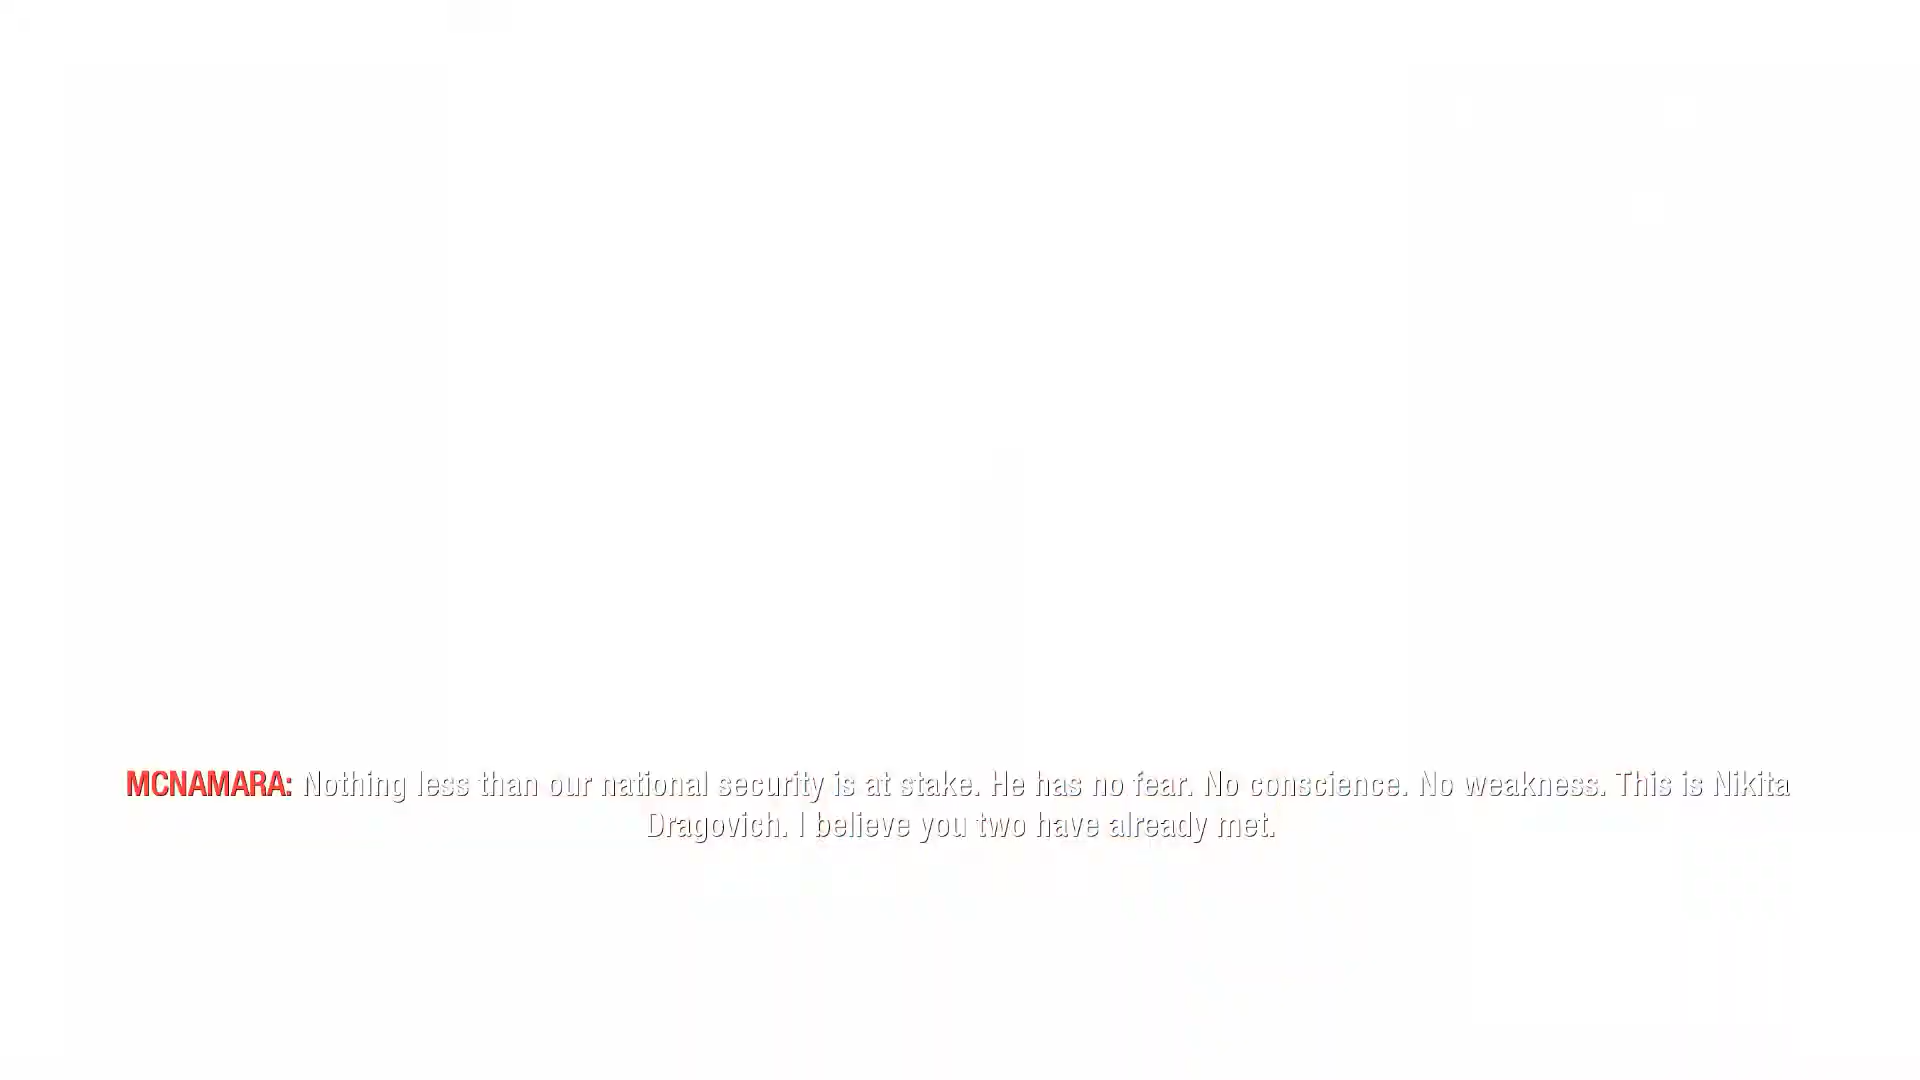 MCNAMARA: Nothing less than our national security is at stake. He has no fear. No conscience. No weakness. This is Nikita
Dragovich. I believe you two have already met.